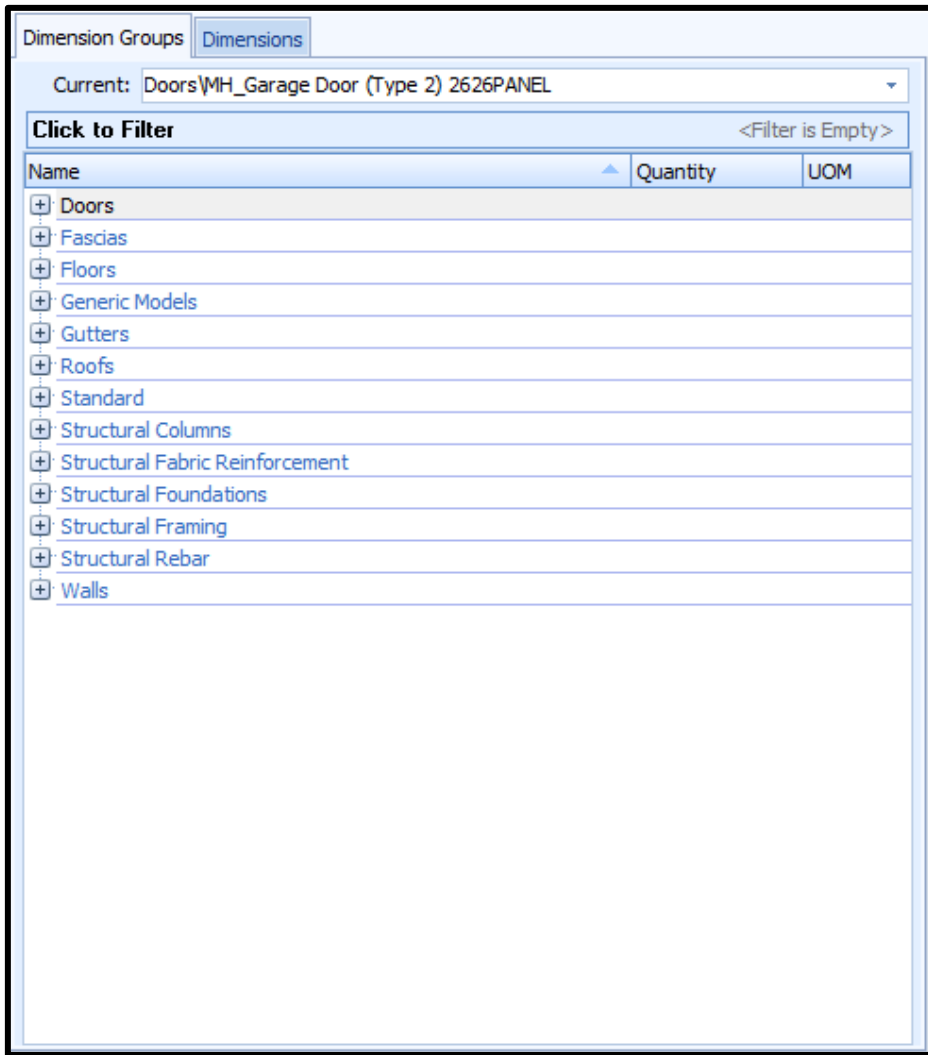 Dimension Groups Dimensions
Current: Doors\MH_Garage Door (Type 2) 2626PANEL
Click to Filter <Filter is Empty>
Name Quantity UOM
Doors
Fascias
Floors
Generic Models
Gutters
Roofs
Standard
Structural Columns
Structural Fabric Reinforcement
Structural Foundations
Structural Framing
Structural Rebar
Walls